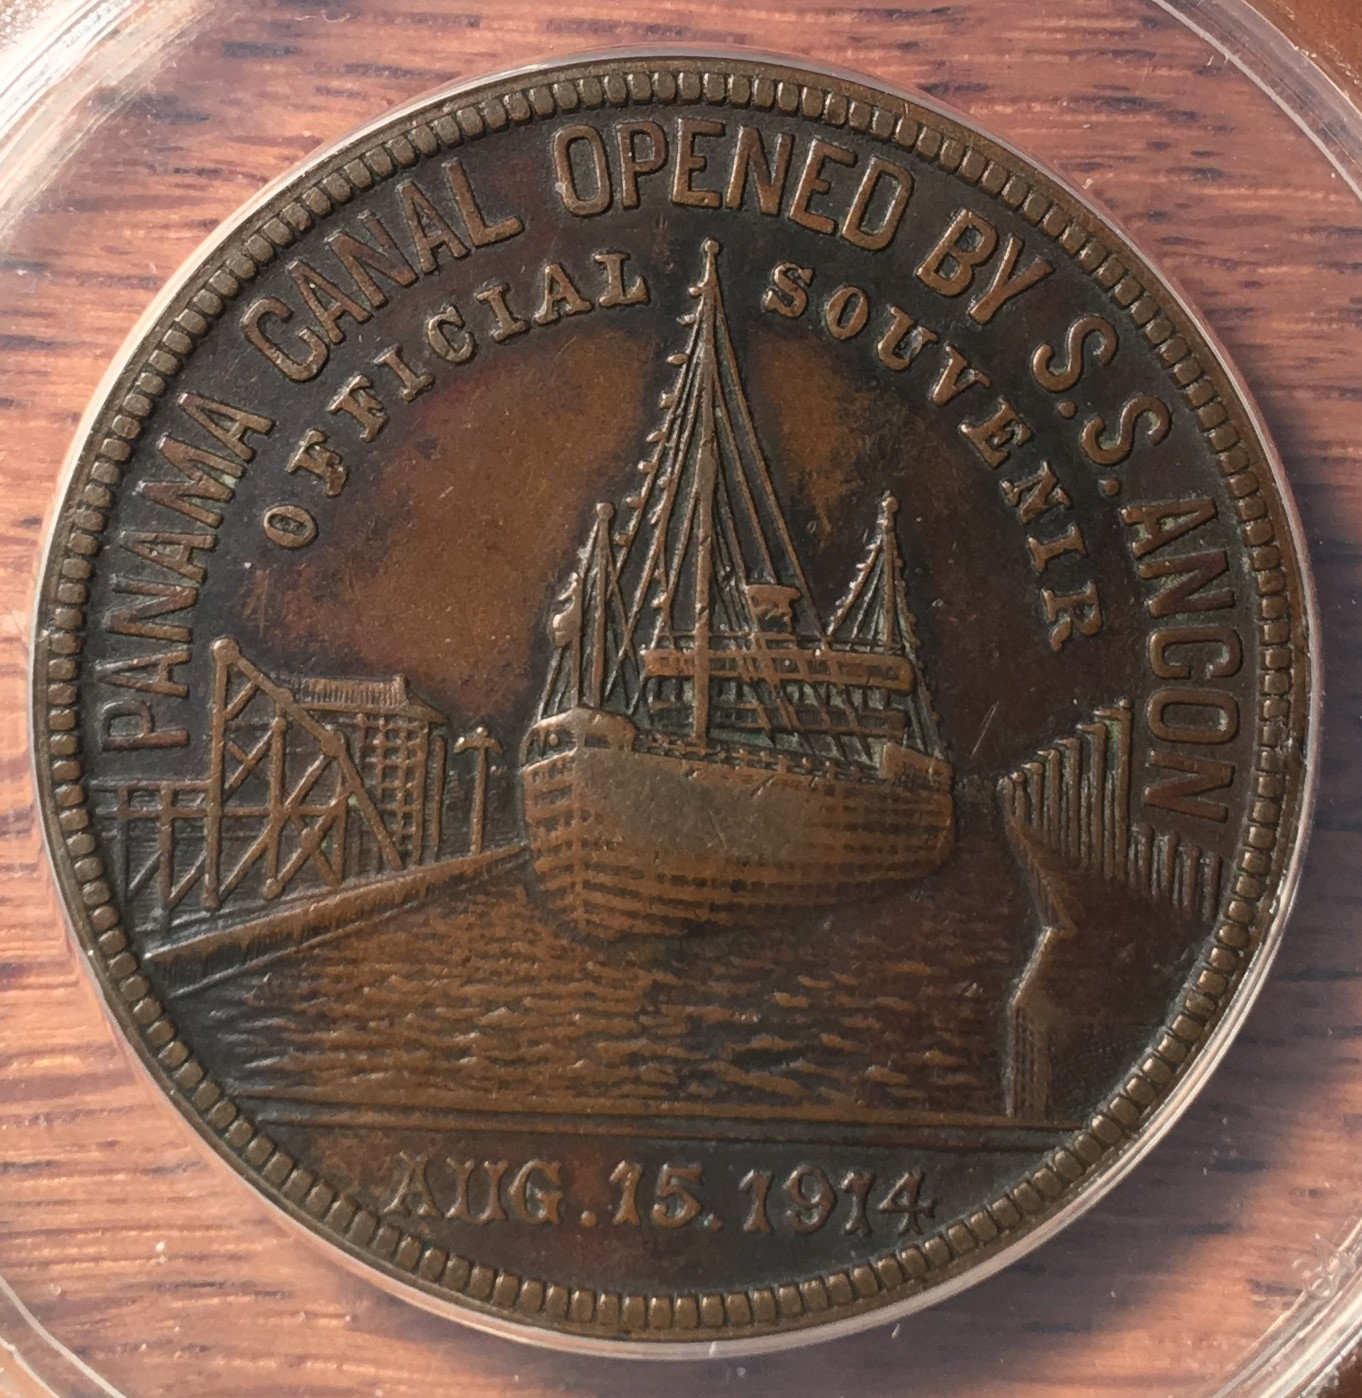 PANAMA CANAL OPENED BY S.S. ANCON
OFFICIAL SOUVENIR
AUG. 15. 1914